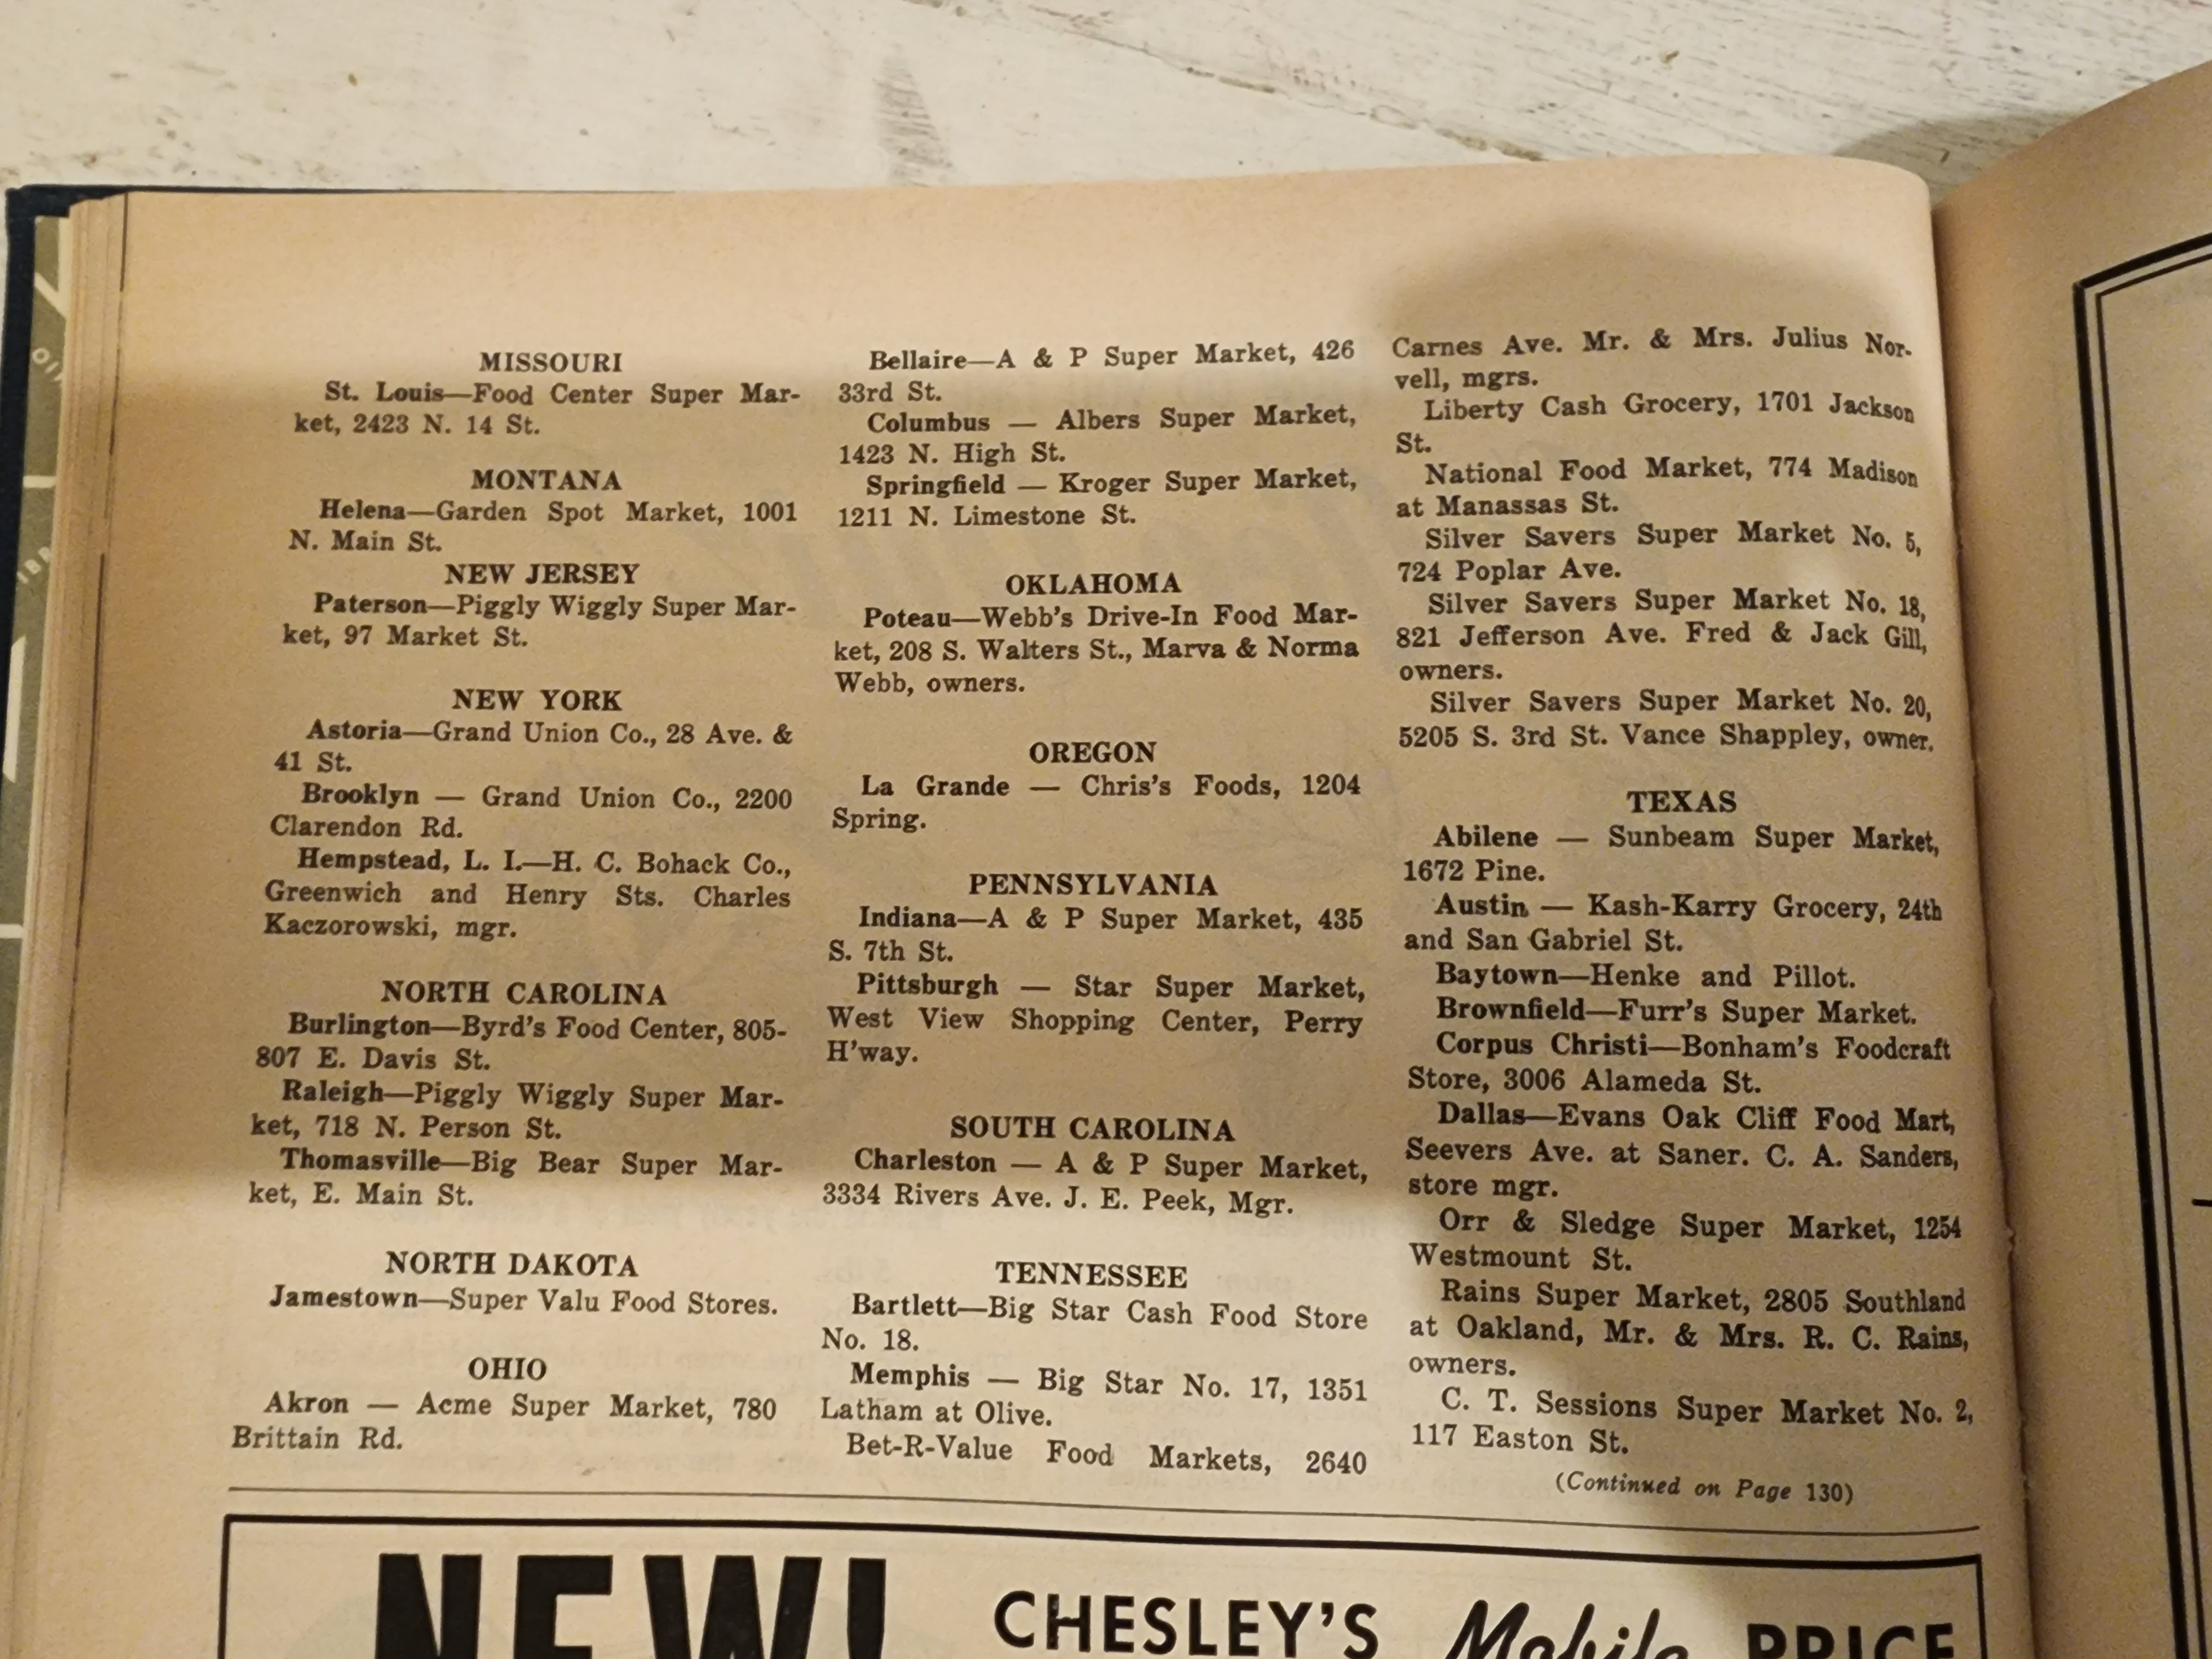 MISSOURI
St. Louis—Food Center Super Mar-
ket, 2423 N. 14 St.
MONTANA
Helena—Garden Spot Market, 1001
N. Main St.
NEW JERSEY
Paterson—Piggly Wiggly Super Mar-
ket, 97 Market St.
NEW YORK
Astoria—Grand Union Co., 28 Ave. &
41 St.
Brooklyn — Grand Union Co., 2200
Clarendon Rd.
Hempstead, L. I.—H. C. Bohack Co.,
Greenwich and Henry Sts. Charles
Kaczorowski, mgr.
NORTH CAROLINA
Burlington—Byrd's Food Center, 805-
807 E. Davis St.
Raleigh—Piggly Wiggly Super Mar-
ket, 718 N. Person St.
Thomasville—Big Bear Super Mar-
ket, E. Main St.
NORTH DAKOTA
Jamestown—Super Valu Food Stores.
OHIO
Akron — Acme Super Market, 780
Brittain Rd.
Bellaire—A & P Super Market, 426
33rd St.
Columbus — Albers Super Market,
1423 N. High St.
Springfield — Kroger Super Market,
1211 N. Limestone St.
OKLAHOMA
Poteau—Webb's Drive-In Food Mar-
ket, 208 S. Walters St., Marva & Norma
Webb, owners.
OREGON
La Grande — Chris's Foods, 1204
Spring.
PENNSYLVANIA
Indiana—A & P Super Market, 435
S. 7th St.
Pittsburgh — Star Super Market,
West View Shopping Center, Perry
H'way.
SOUTH CAROLINA
Charleston — A & P Super Market,
3334 Rivers Ave. J. E. Peek, Mgr.
TENNESSEE
Bartlett—Big Star Cash Food Store
No. 18.
Memphis — Big Star No. 17, 1351
Latham at Olive.
Bet-R-Value Food Markets, 2640
Carnes Ave. Mr. & Mrs. Julius Nor-
vell, mgrs.
Liberty Cash Grocery, 1701 Jackson
St.
National Food Market, 774 Madison
at Manassas St.
Silver Savers Super Market No. 5,
724 Poplar Ave.
Silver Savers Super Market No. 18,
821 Jefferson Ave. Fred & Jack Gill,
owners.
Silver Savers Super Market No. 20,
5205 S. 3rd St. Vance Shappley, owner.
TEXAS
Abilene — Sunbeam Super Market,
1672 Pine.
Austin — Kash-Karry Grocery, 24th
and San Gabriel St.
Baytown—Henke and Pillot.
Brownfield—Furr's Super Market.
Corpus Christi—Bonham's Foodcraft
Store, 3006 Alameda St.
Dallas—Evans Oak Cliff Food Mart,
Seevers Ave. at Saner. C. A. Sanders,
store mgr.
Orr & Sledge Super Market, 1254
Westmount St.
Rains Super Market, 2805 Southland
at Oakland, Mr. & Mrs. R. C. Rains,
owners.
C. T. Sessions Super Market No. 2,
117 Easton St.
(Continued on Page 130)
NEW! CHESLEY'S Mobile PRICE